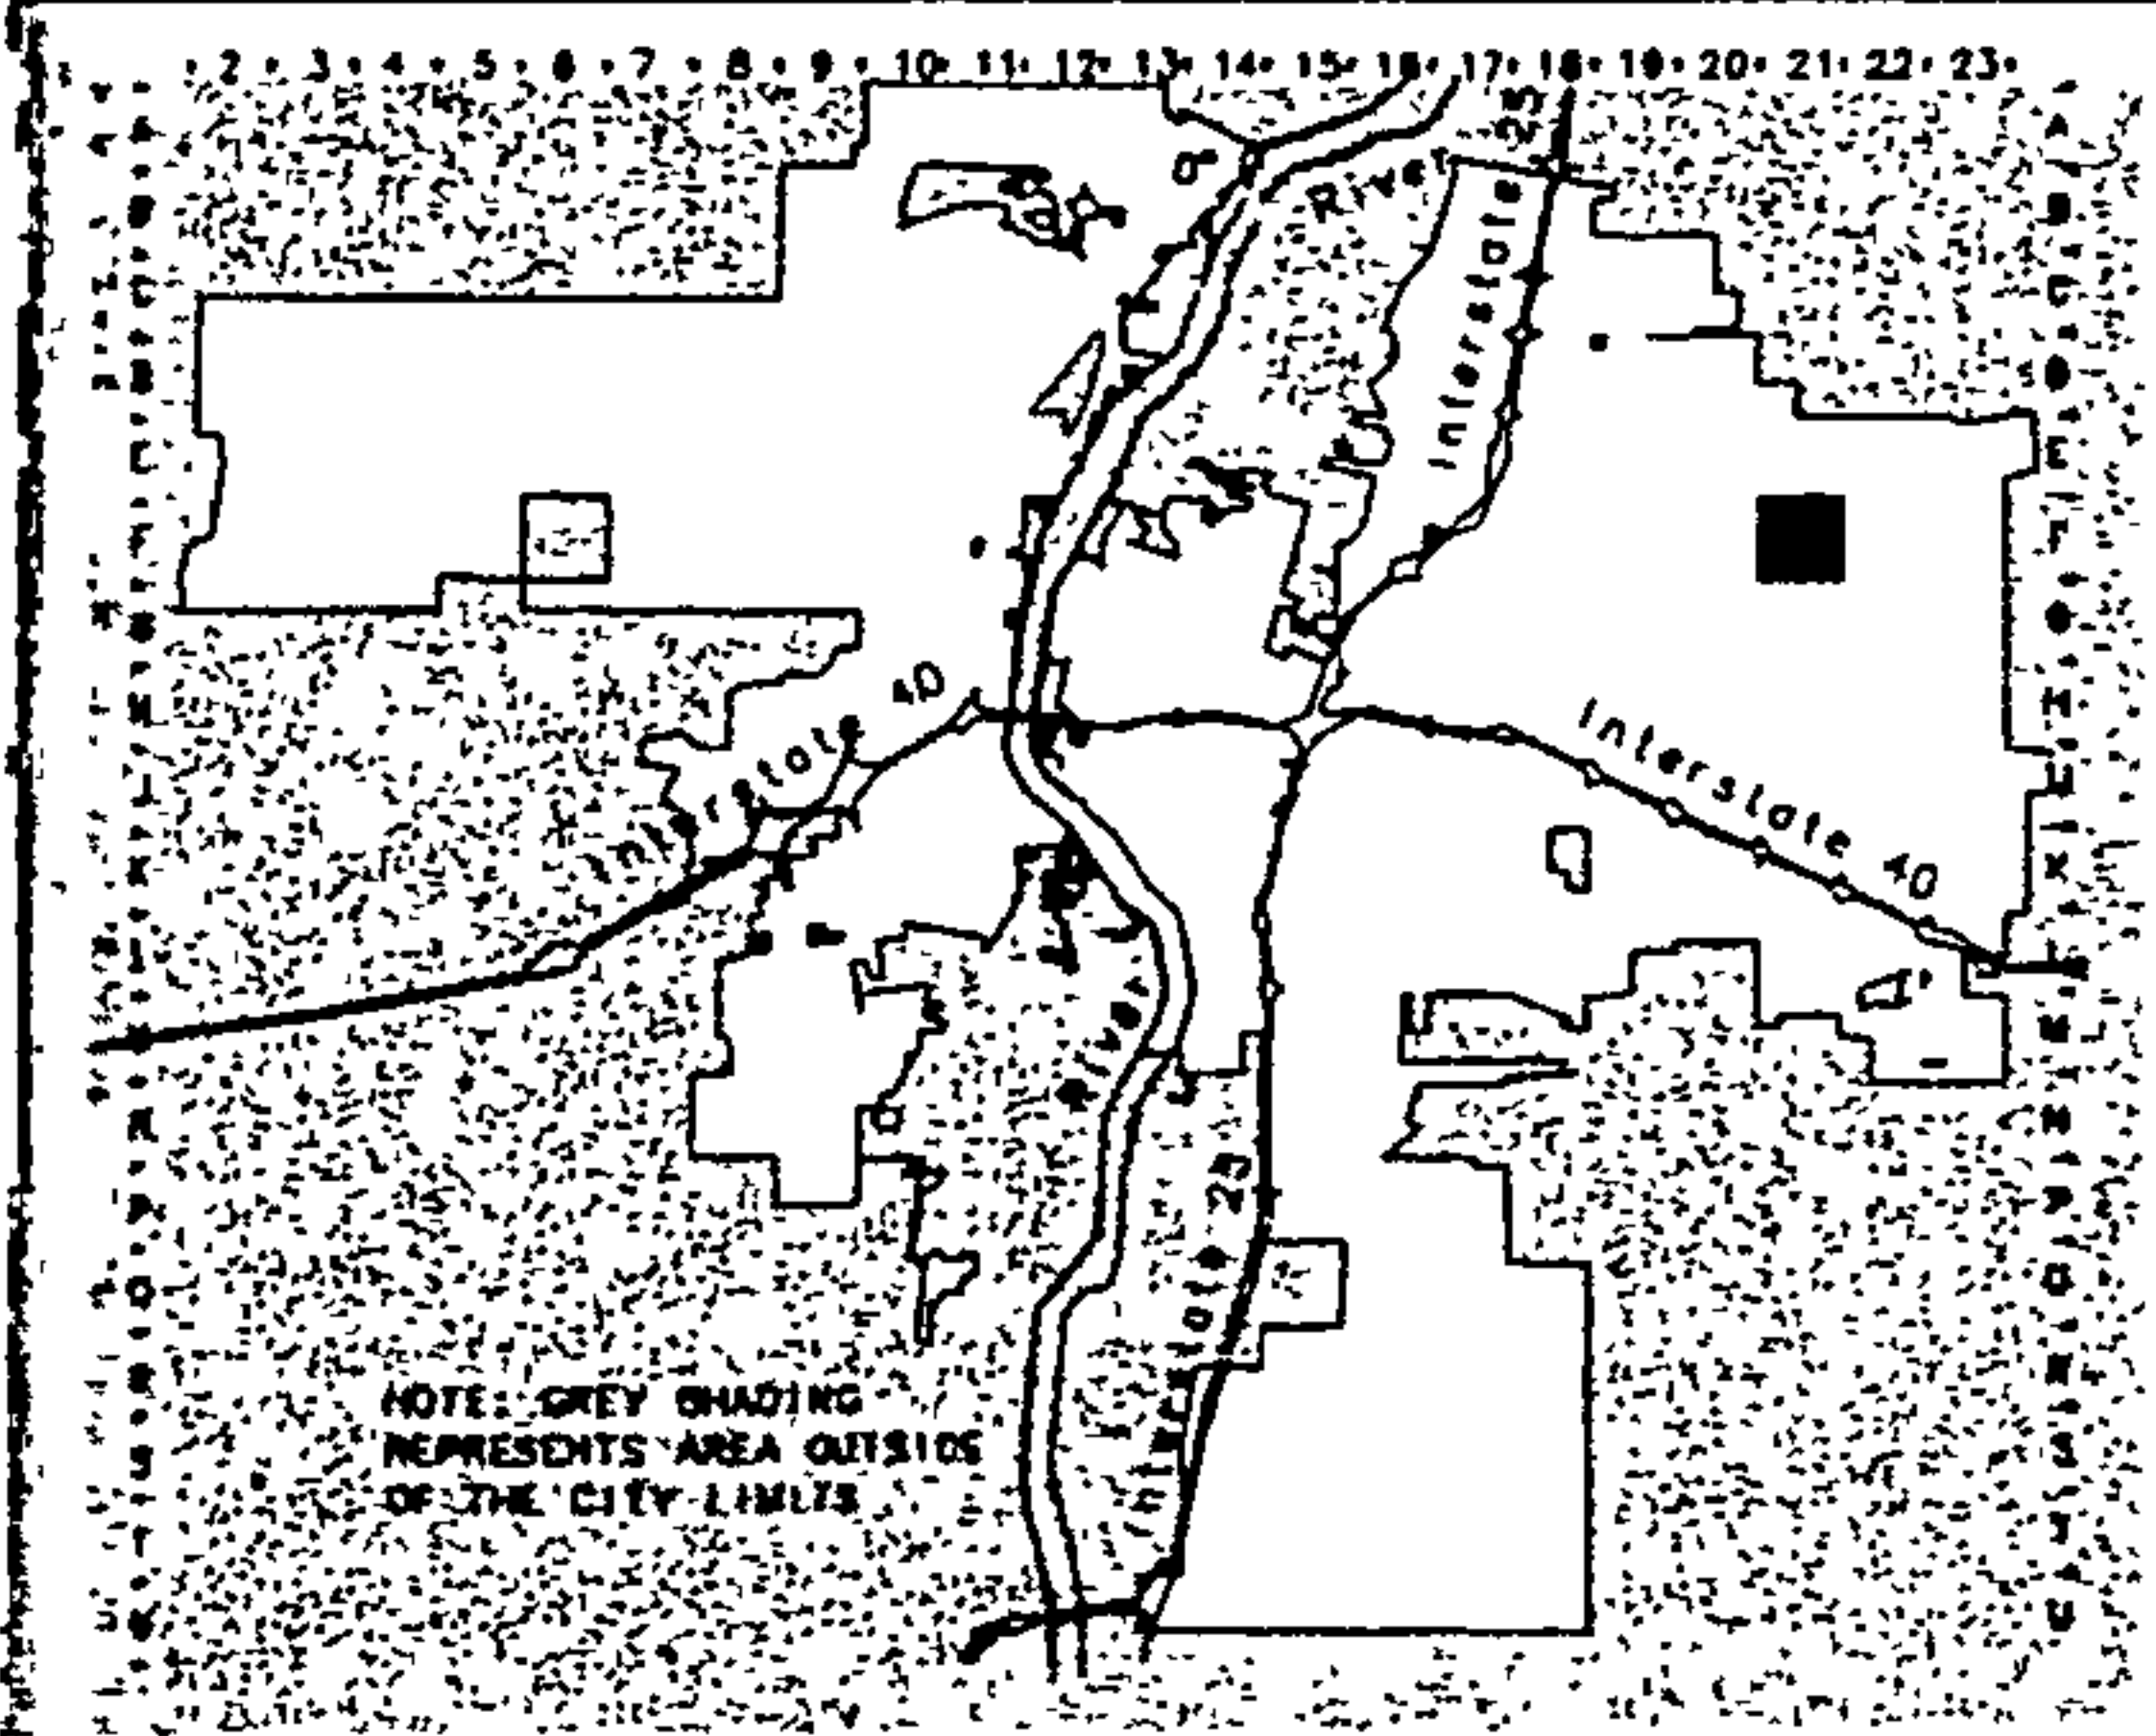 2 • 3 • 4 • 5 • 6 • 7 • 8 • 9 • 10 • 11 • 12 • 13 • 14 • 15 • 16 • 17 • 18 • 19 • 20 • 21 • 22 • 23
River
Interstate 25
Interstate 40
Interstate 40
River
Interstate 25
NOTE: GREY SHADING
REPRESENTS AREA OUTSIDE
OF THE CITY LIMITS
A
B
C
D
E
F
G
H
J
K
L
M
N
P
Q
R
S
T
U